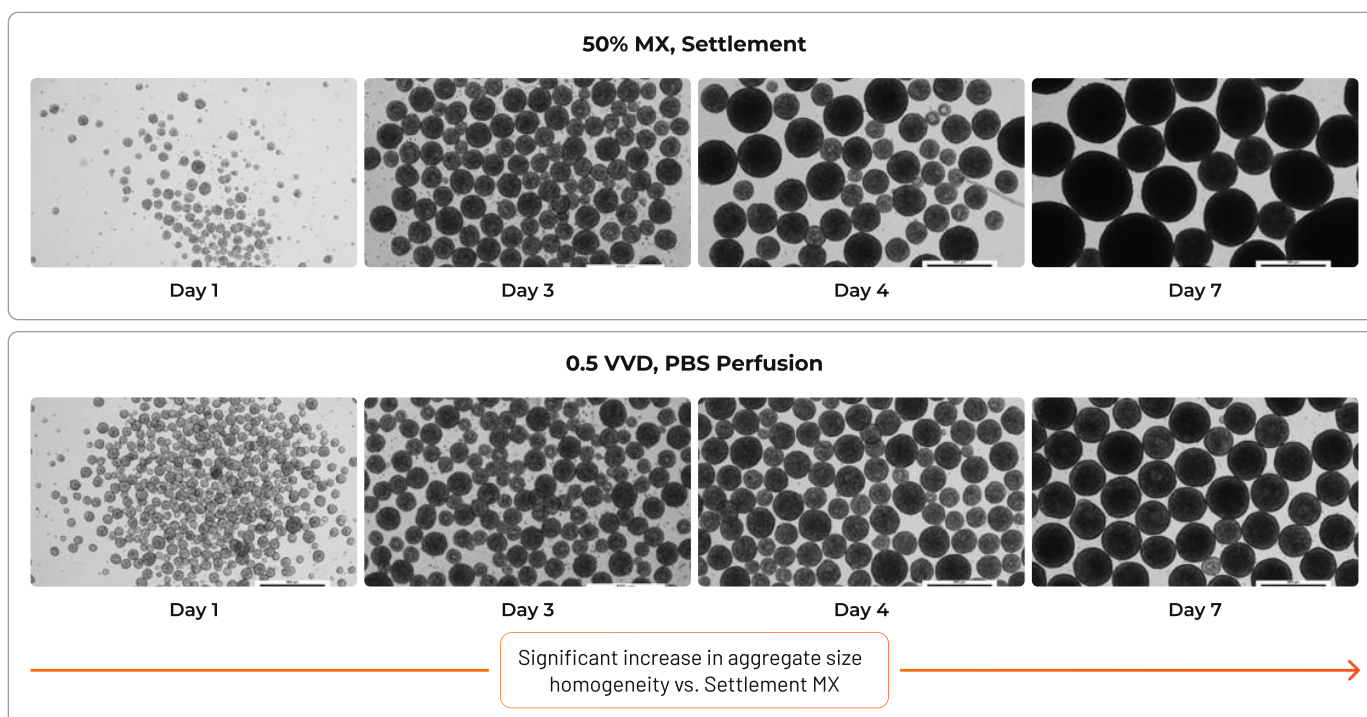 50% MX, Settlement
Day 1
Day 3
Day 4
Day 7
0.5 VVD, PBS Perfusion
Day 1
Day 3
Day 4
Day 7
Significant increase in aggregate size
homogeneity vs. Settlement MX